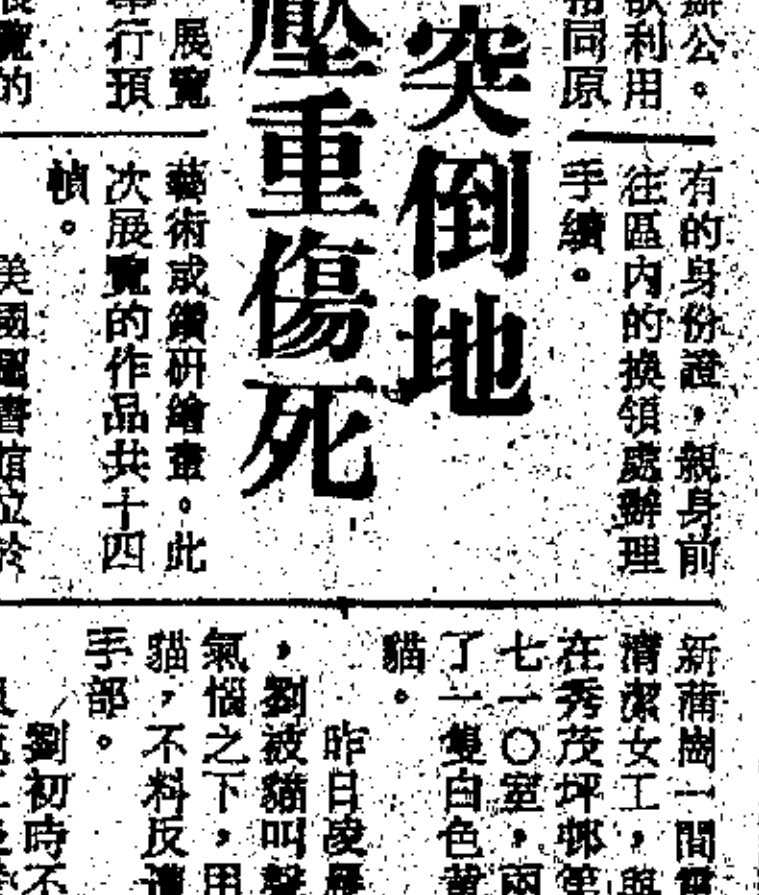 辦公。
欲利用
同原
有的身份證，親身前
往區內的換領處辦理
手續。
突倒地
壓重傷死
展覽
舉行預
展覽的
藝術或鑽研繪畫。此
次展覽的作品共十四
幀。
美國圖書館位於
新蒲崗一間
清潔女工，與
在秀茂坪邨第
七一〇室，兩
了一隻白色
貓。
昨日凌晨
，劉被貓叫聲
氣惱之下，用
貓，不料反遭
手部。
劉初時不